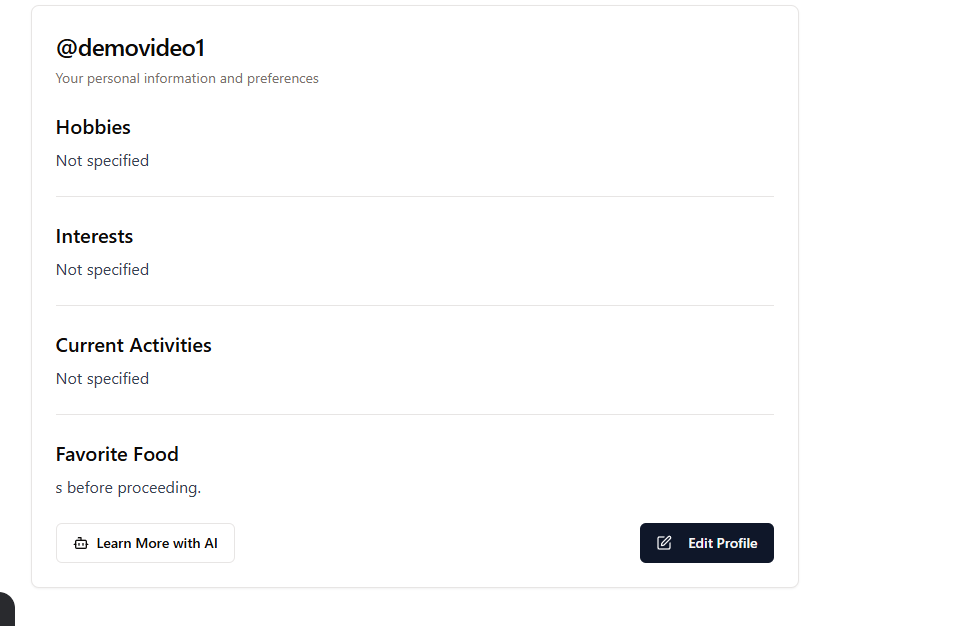 @demovideo1
Your personal information and preferences
Hobbies
Not specified
Interests
Not specified
Current Activities
Not specified
Favorite Food
s before proceeding.
Learn More with AI
Edit Profile